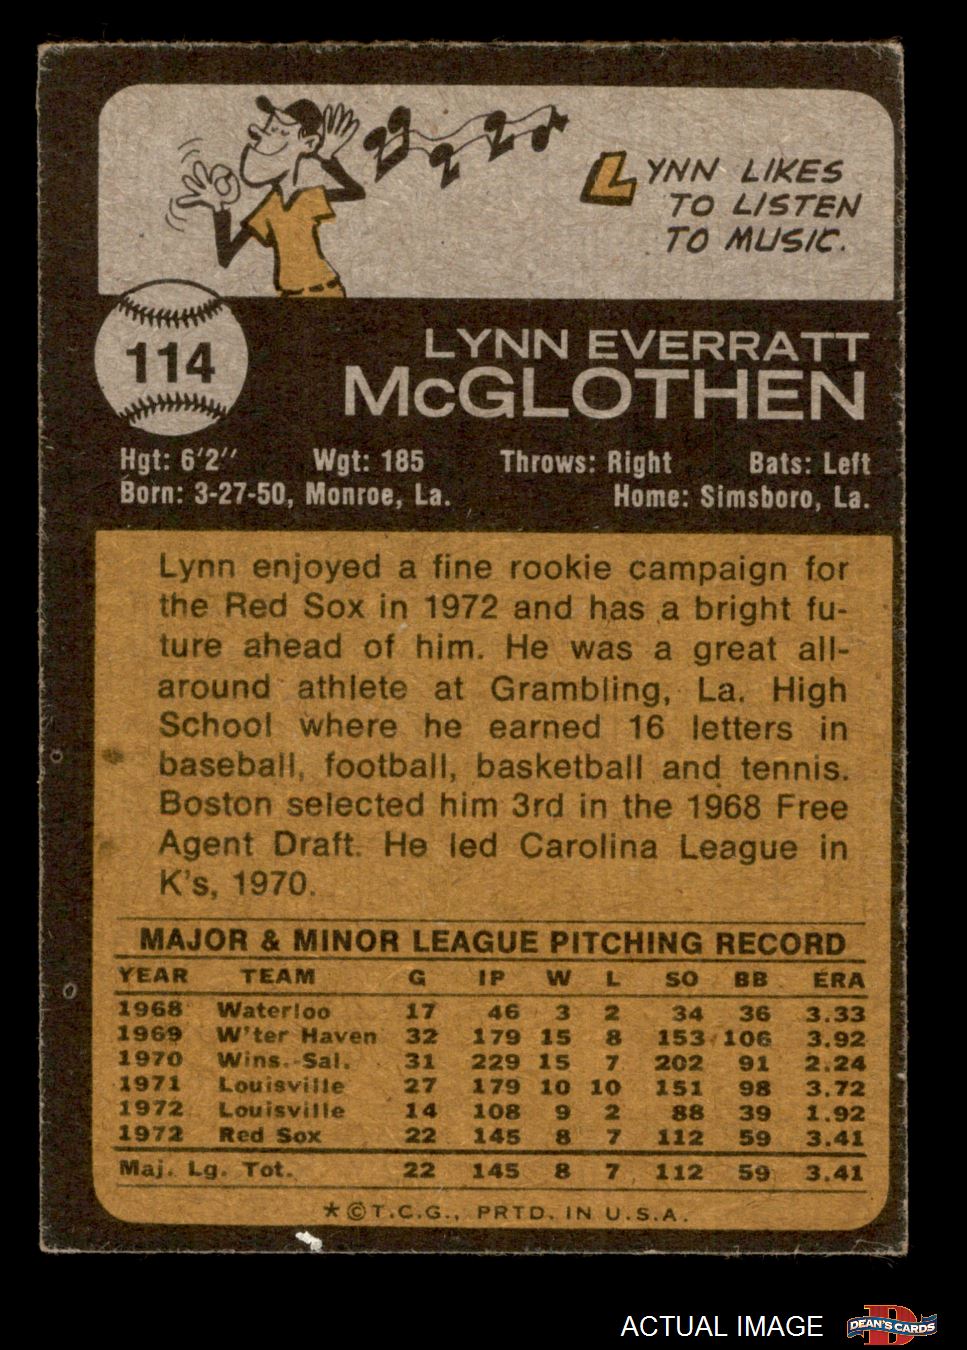 LYNN LIKES
TO LISTEN
TO MUSIC.
114
LYNN EVERRATT
McGLOTHEN
Hgt: 6'2" Wgt: 185 Throws: Right Bats: Left
Born: 3-27-50, Monroe, La. Home: Simsboro, La.
Lynn enjoyed a fine rookie campaign for
the Red Sox in 1972 and has a bright fu-
ture ahead of him. He was a great all-
around athlete at Grambling, La. High
School where he earned 16 letters in
baseball, football, basketball and tennis.
Boston selected him 3rd in the 1968 Free
Agent Draft. He led Carolina League in
K's, 1970.
MAJOR & MINOR LEAGUE PITCHING RECORD
YEAR TEAM G IP W L SO BB ERA
1968 Waterloo 17 46 3 2 34 36 3.33
1969 W'ter Haven 32 179 15 8 153 106 3.92
1970 Wins.-Sal. 31 229 15 7 202 91 2.24
1971 Louisville 27 179 10 10 151 98 3.72
1972 Louisville 14 108 9 2 88 39 1.92
1972 Red Sox 22 145 8 7 112 59 3.41
Maj. Lg. Tot. 22 145 8 7 112 59 3.41
*©T.C.G., PRTD. IN U.S.A.
ACTUAL IMAGE
D
DEAN'S CARDS